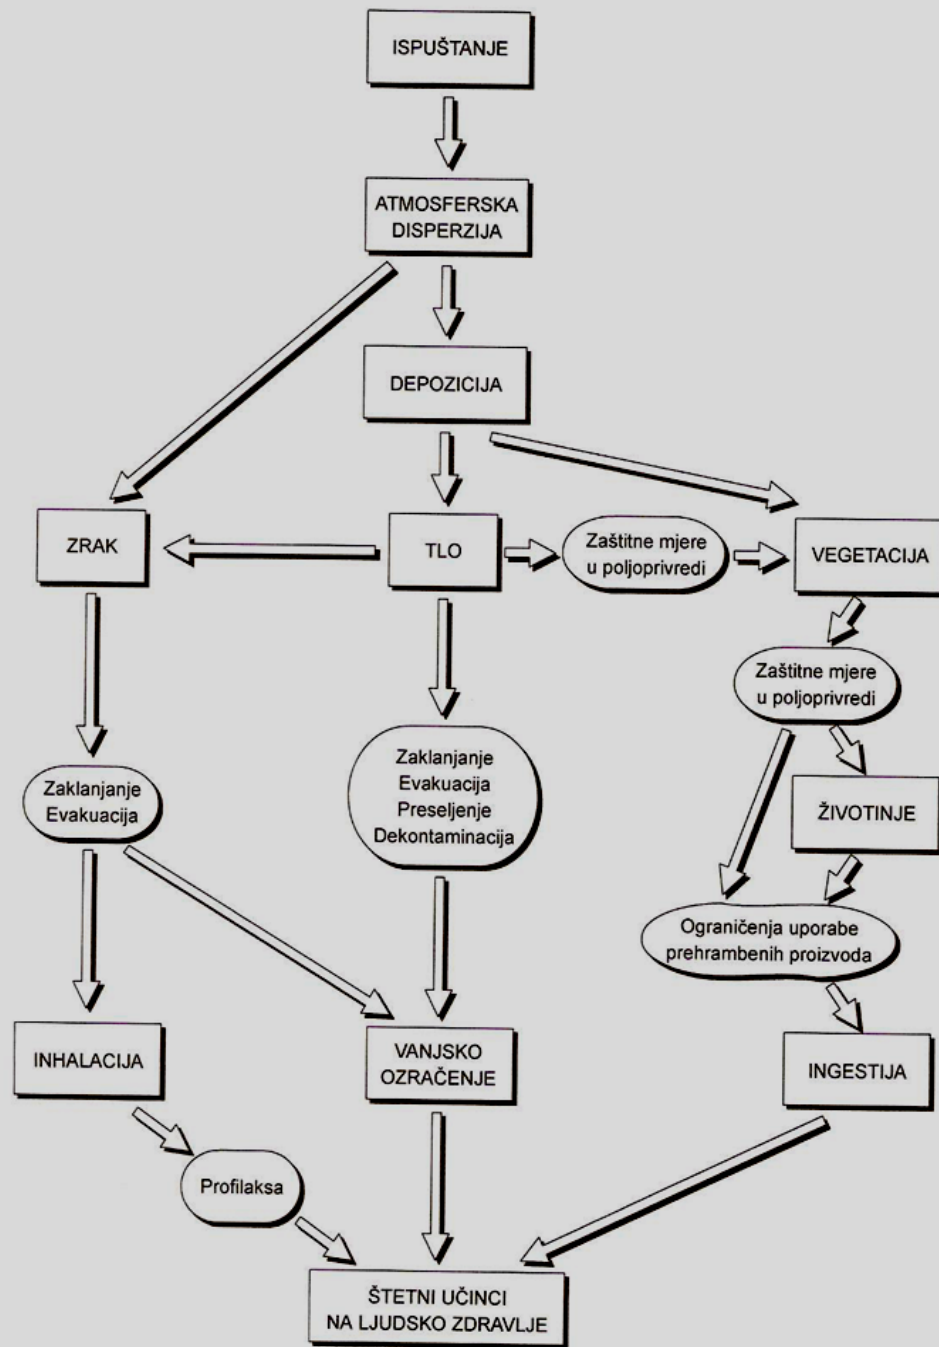 ISPUŠTANJE
ATMOSFERSKA
DISPERZIJA
DEPOZICIJA
ZRAK
TLO
Zaštitne mjere
u poljoprivredi
VEGETACIJA
Zaštitne mjere
u poljoprivredi
Zaklanjanje
Evakuacija
Zaklanjanje
Evakuacija
Preseljenje
Dekontaminacija
ŽIVOTINJE
Ograničenja uporabe
prehrambenih proizvoda
INHALACIJA
VANJSKO
OZRAČENJE
INGESTIJA
Profilaksa
ŠTETNI UČINCI
NA LJUDSKO ZDRAVLJE